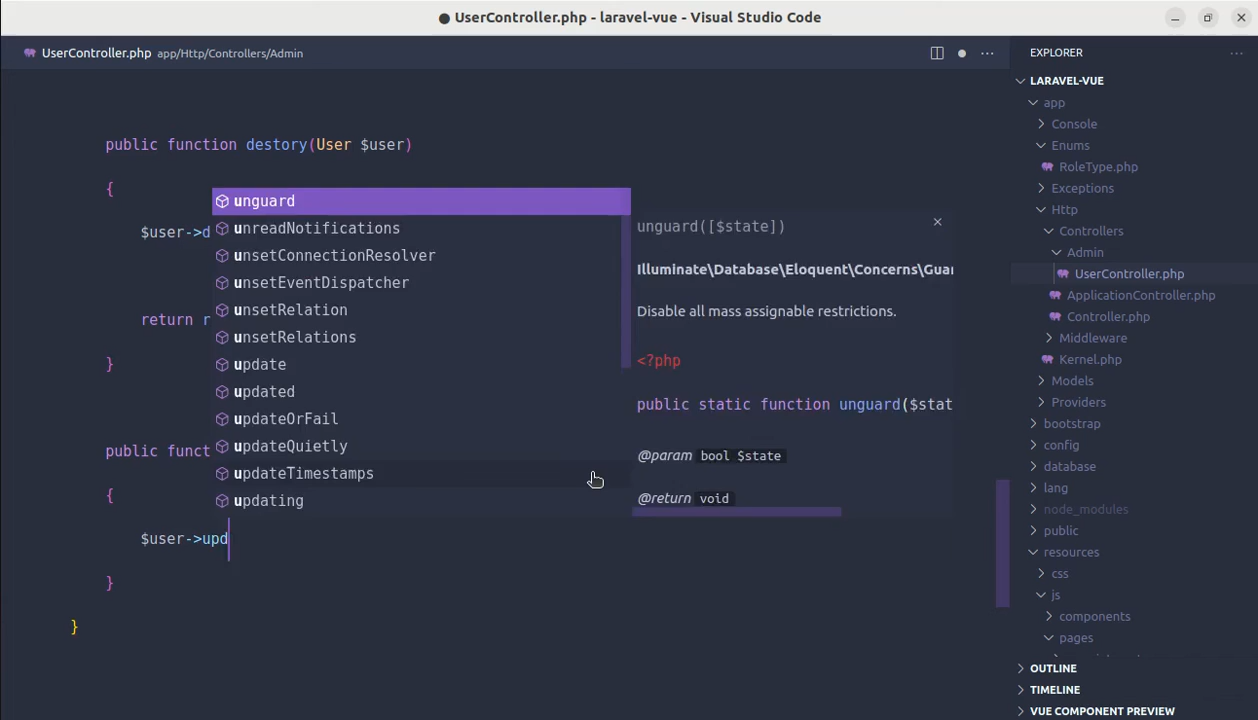 ● UserController.php - laravel-vue - Visual Studio Code
UserController.php app/Http/Controllers/Admin
public function destory(User $user)
{
$user->d
return r
}
public funct
{
$user->upd
}
}
unguard
unreadNotifications
unsetConnectionResolver
unsetEventDispatcher
unsetRelation
unsetRelations
update
updated
updateOrFail
updateQuietly
updateTimestamps
updating
unguard([$state])
Illuminate\Database\Eloquent\Concerns\Gua
Disable all mass assignable restrictions.
<?php
public static function unguard($stat
@param bool $state
@return void
EXPLORER
LARAVEL-VUE
app
Console
Enums
RoleType.php
Exceptions
Http
Controllers
Admin
UserController.php
ApplicationController.php
Controller.php
Middleware
Kernel.php
Models
Providers
bootstrap
config
database
lang
node_modules
public
resources
css
js
components
pages
OUTLINE
TIMELINE
VUE COMPONENT PREVIEW